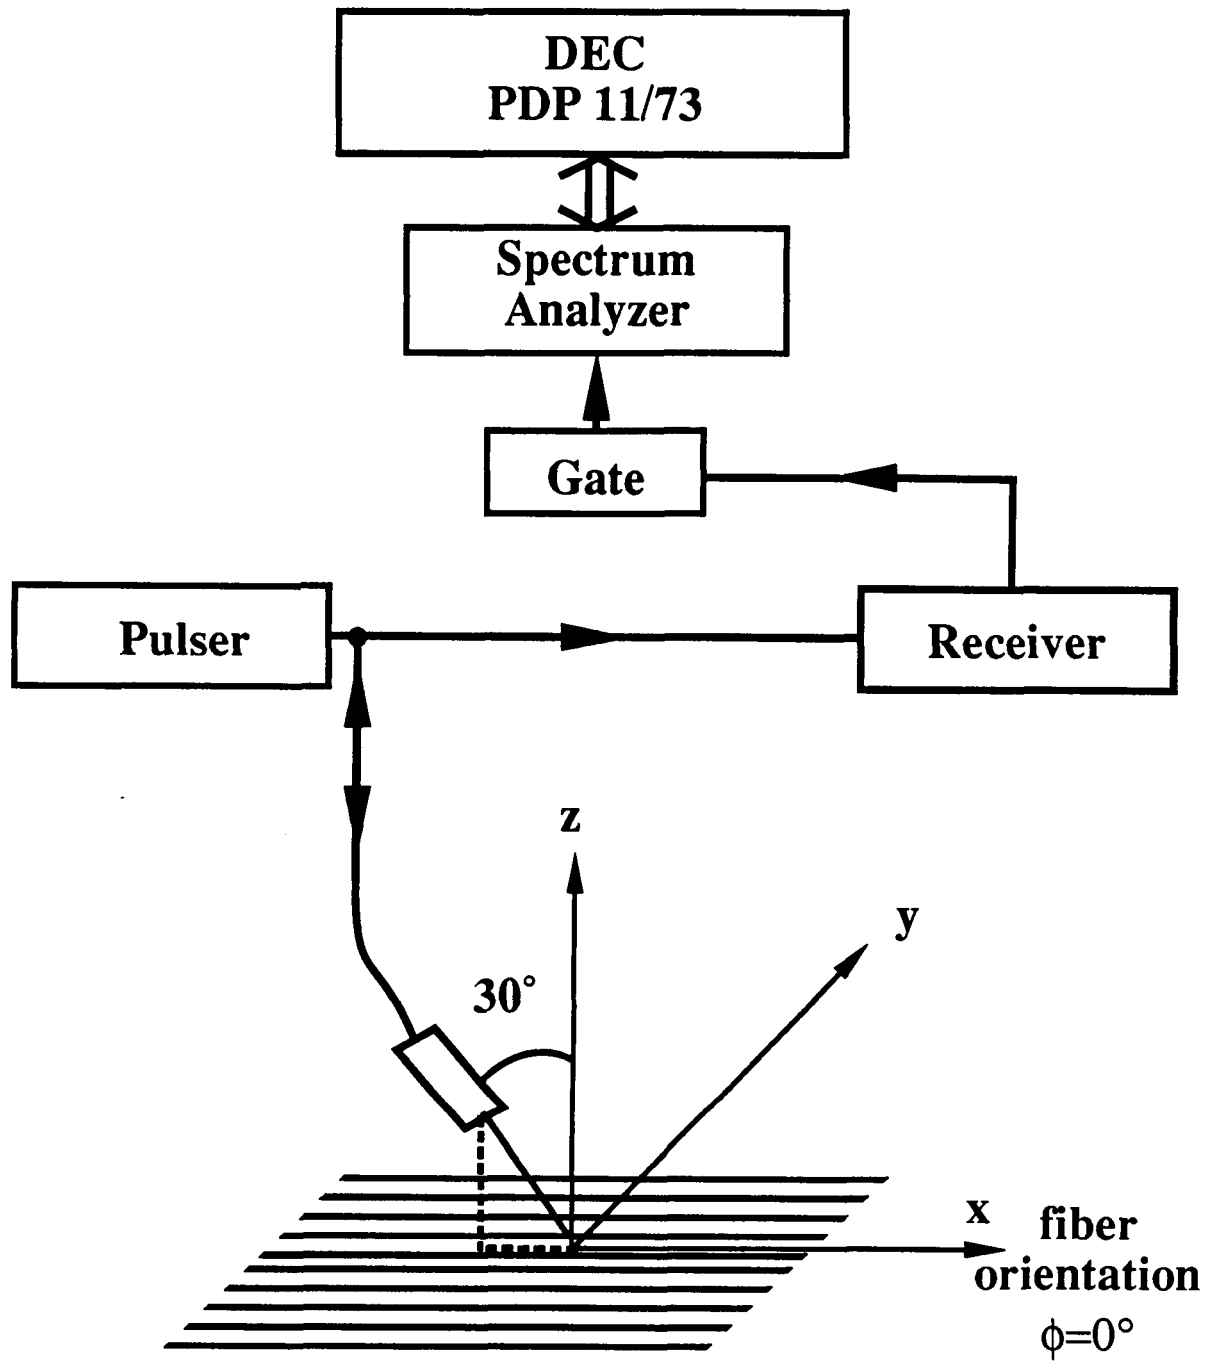 DEC
PDP 11/73
Spectrum
Analyzer
Gate
Pulser
Receiver
z
y
30°
x
fiber
orientation
ϕ=0°